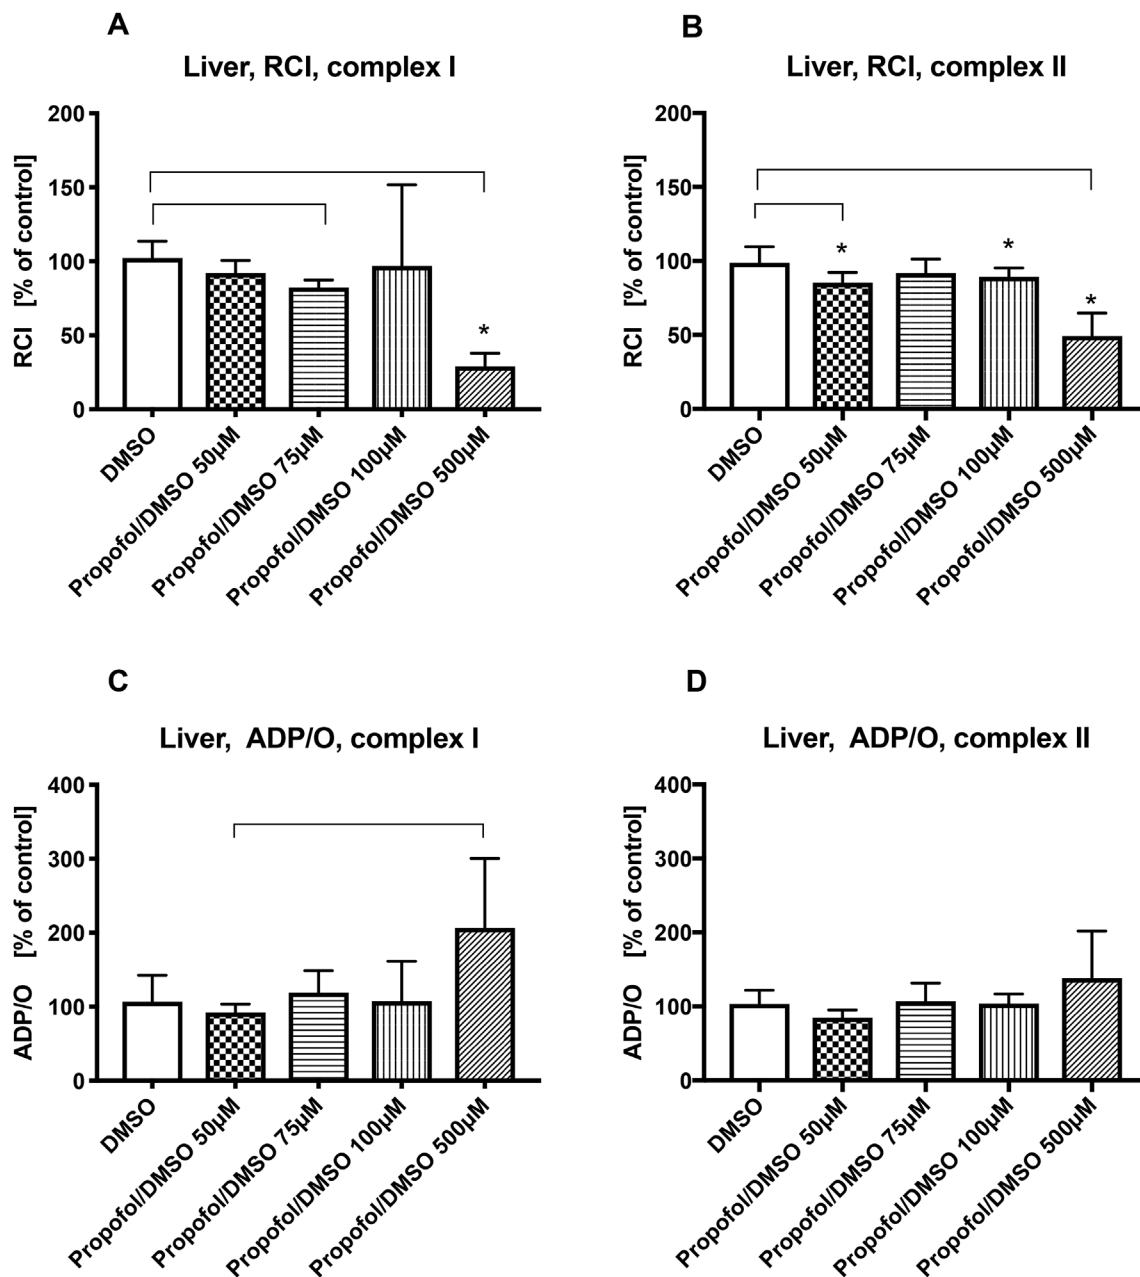 A
Liver, RCI, complex I
RCI [% of control]
200
150
100
50
0
*
DMSO
Propofol/DMSO 50µM
Propofol/DMSO 75µM
Propofol/DMSO 100µM
Propofol/DMSO 500µM
B
Liver, RCI, complex II
RCI [% of control]
200
150
100
50
0
*
*
*
DMSO
Propofol/DMSO 50µM
Propofol/DMSO 75µM
Propofol/DMSO 100µM
Propofol/DMSO 500µM
C
Liver, ADP/O, complex I
ADP/O [% of control]
400
300
200
100
0
DMSO
Propofol/DMSO 50µM
Propofol/DMSO 75µM
Propofol/DMSO 100µM
Propofol/DMSO 500µM
D
Liver, ADP/O, complex II
ADP/O [% of control]
400
300
200
100
0
DMSO
Propofol/DMSO 50µM
Propofol/DMSO 75µM
Propofol/DMSO 100µM
Propofol/DMSO 500µM